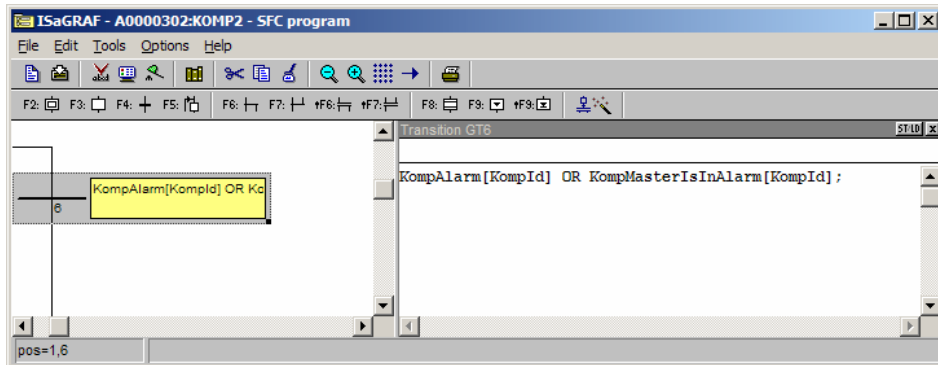 ISaGRAF - A0000302:KOMP2 - SFC program
File Edit Tools Options Help
F2: F3: F4: F5: F6: F7: ↑F6: ↑F7: F8: F9: ↑F9:
Transition GT6 ST/LD
KompAlarm[KompId] OR KompMasterIsInAlarm[KompId];
KompAlarm[KompId] OR Kc
6
pos=1,6